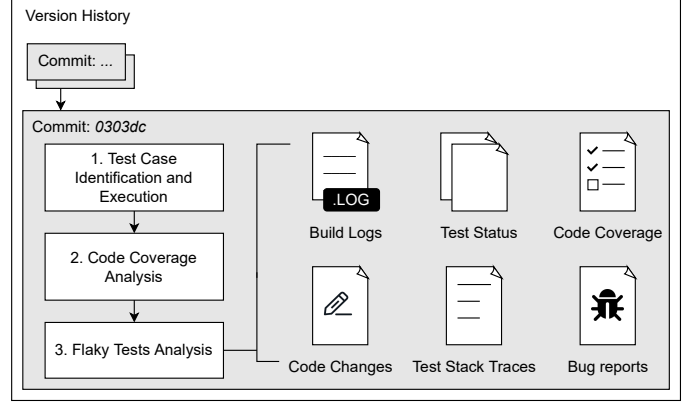 Version History
Commit: ...
Commit: 0303dc
1. Test Case
Identification and
Execution
2. Code Coverage
Analysis
3. Flaky Tests Analysis
.LOG
Build Logs
Test Status
Code Coverage
Code Changes
Test Stack Traces
Bug reports